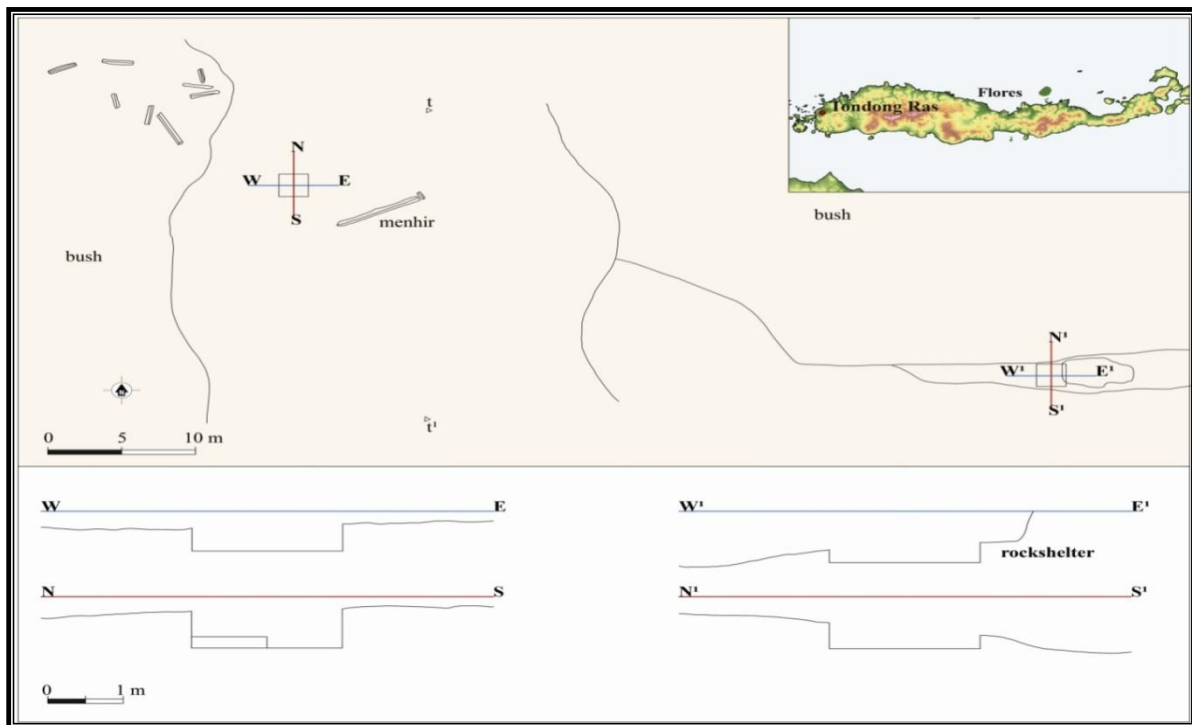 t
Flores
Tondong Ras
N
W E
S
menhir
bush
bush
N¹
W¹ E¹
S¹
N
t¹
0 5 10 m
W E
W¹ E¹
rockshelter
N S
N¹ S¹
0 1 m